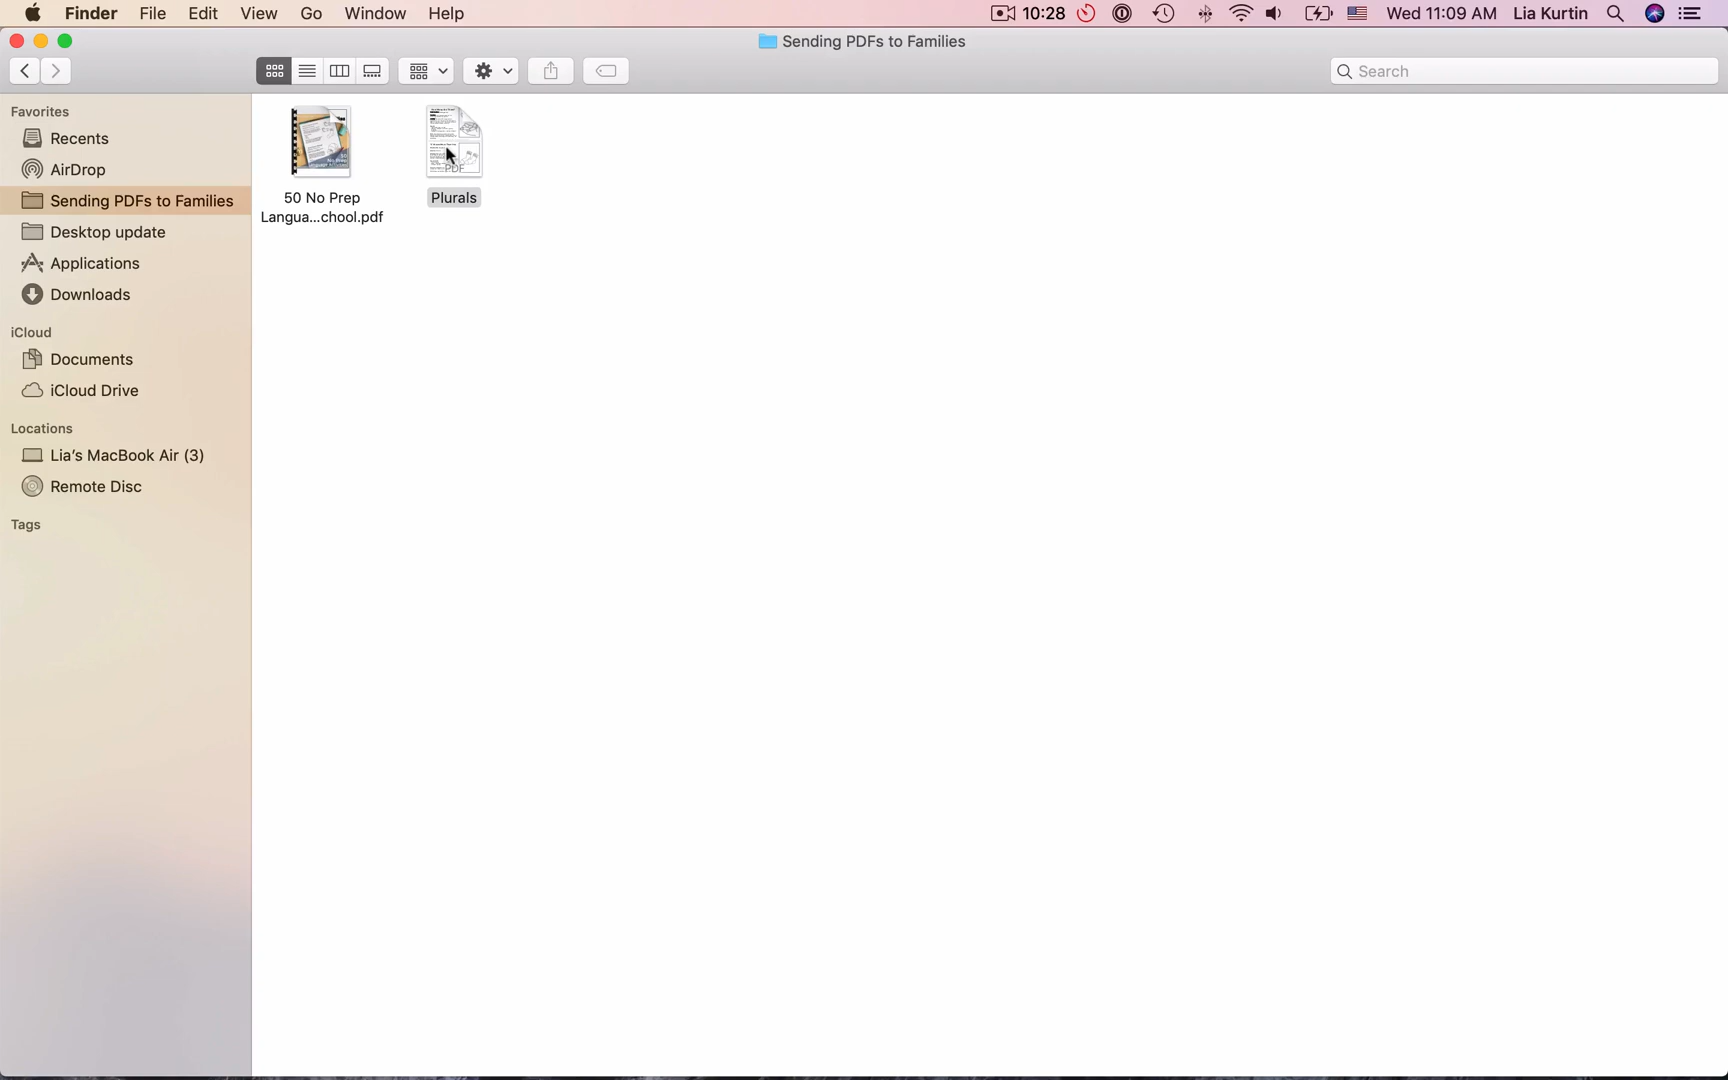 Finder File Edit View Go Window Help 10:28 Wed 11:09 AM Lia Kurtin
Sending PDFs to Families
Search
Favorites
Recents
AirDrop
Sending PDFs to Families
Desktop update
Applications
Downloads
iCloud
Documents
iCloud Drive
Locations
Lia's MacBook Air (3)
Remote Disc
Tags
50 No Prep
Langua...chool.pdf
PDF
Plurals